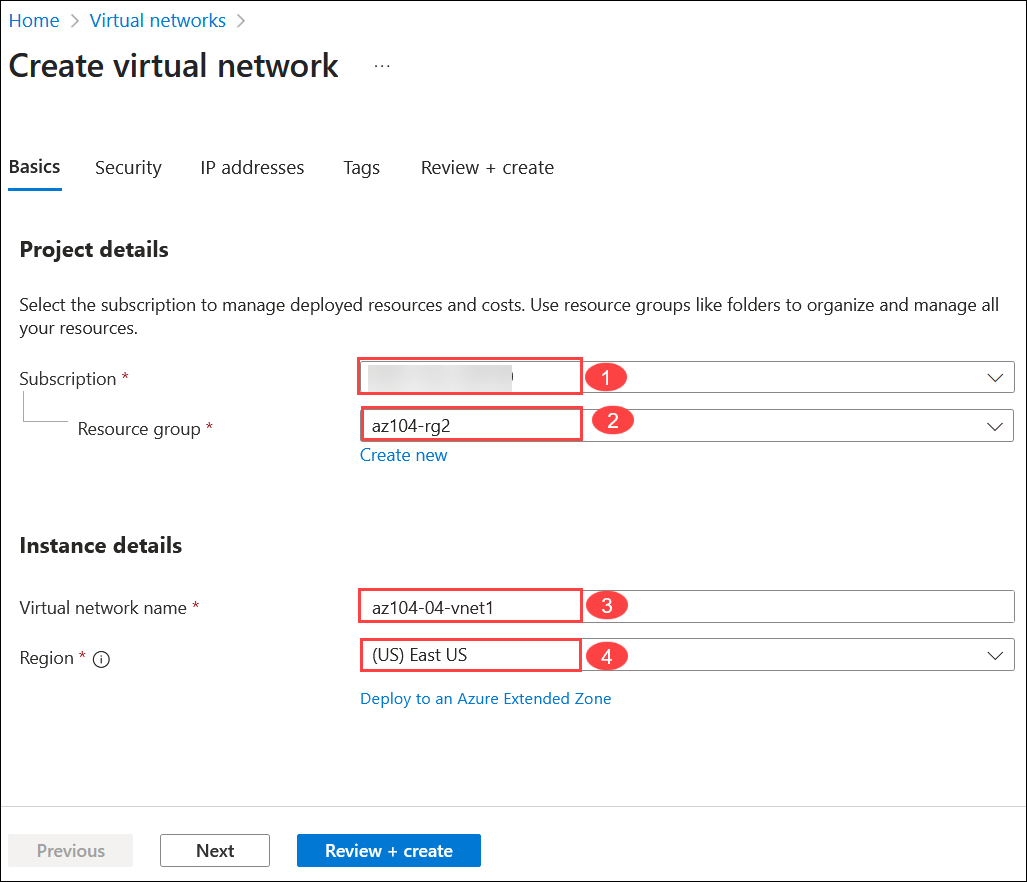 Home > Virtual networks >
Create virtual network ...
Basics Security IP addresses Tags Review + create
Project details
Select the subscription to manage deployed resources and costs. Use resource groups like folders to organize and manage all
your resources.
Subscription * 1
Resource group * az104-rg2 2
Create new
Instance details
Virtual network name * az104-04-vnet1 3
Region * (US) East US 4
Deploy to an Azure Extended Zone
Previous Next Review + create